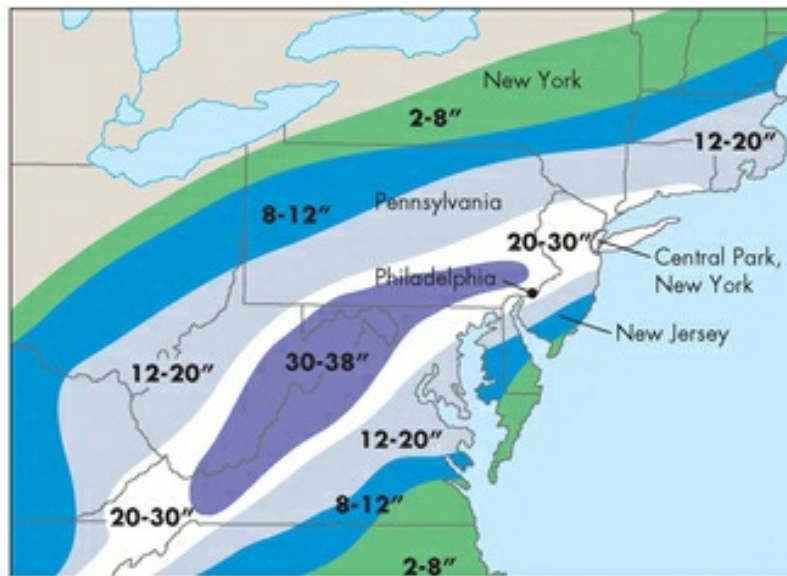 New York
2-8″
12-20″
8-12″
Pennsylvania
20-30″
Central Park,
New York
Philadelphia
New Jersey
12-20″
30-38″
12-20″
8-12″
20-30″
2-8″